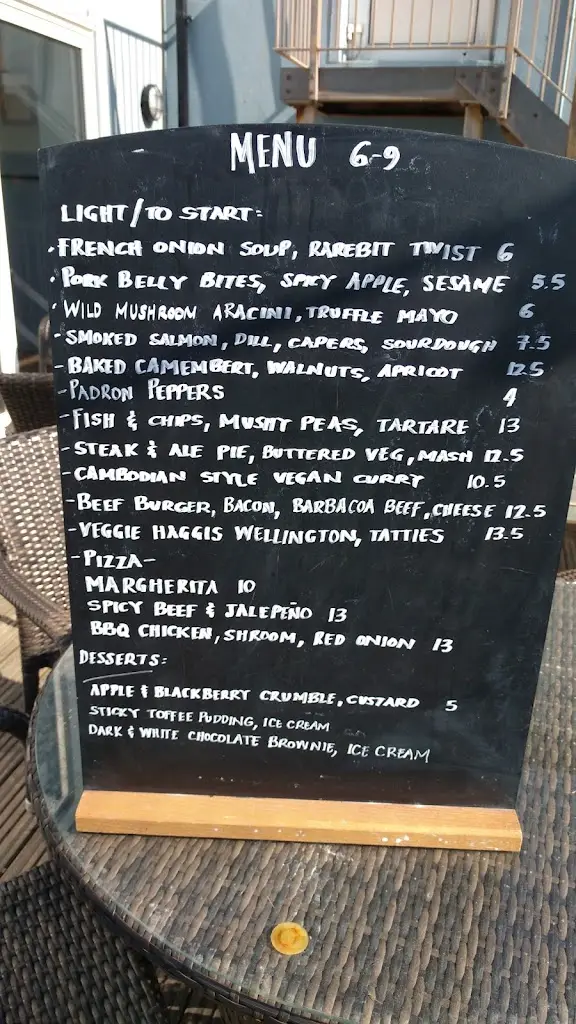 MENU 6-9
LIGHT/TO START:
·FRENCH ONION SOUP, RAREBIT TWIST 6
·PORK BELLY BITES, SPICY APPLE, SESAME 5.5
·WILD MUSHROOM ARACINI, TRUFFLE MAYO 6
-SMOKED SALMON, DILL, CAPERS, SOURDOUGH 7.5
-BAKED CAMEMBERT, WALNUTS, APRICOT 12.5
-PADRON PEPPERS 4
-FISH & CHIPS, MUSHY PEAS, TARTARE 13
-STEAK & ALE PIE, BUTTERED VEG, MASH 12.5
-CAMBODIAN STYLE VEGAN CURRY 10.5
-BEEF BURGER, BACON, BARBACOA BEEF, CHEESE 12.5
-VEGGIE HAGGIS WELLINGTON, TATTIES 13.5
-PIZZA-
MARGHERITA 10
SPICY BEEF & JALEPEÑO 13
BBQ CHICKEN, SHROOM, RED ONION 13
DESSERTS:
APPLE & BLACKBERRY CRUMBLE, CUSTARD 5
STICKY TOFFEE PUDDING, ICE CREAM
DARK & WHITE CHOCOLATE BROWNIE, ICE CREAM